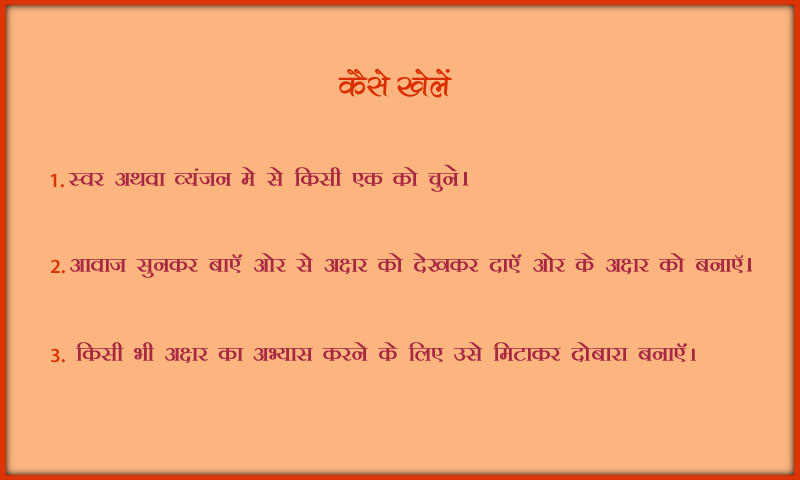 कैसे खेलें
1. स्वर अथवा व्यंजन मे से किसी एक को चुने।
2. आवाज सुनकर बाएँ ओर से अक्षर को देखकर दाएँ ओर के अक्षर को बनाएँ।
3. किसी भी अक्षर का अभ्यास करने के लिए उसे मिटाकर दोबारा बनाएँ।